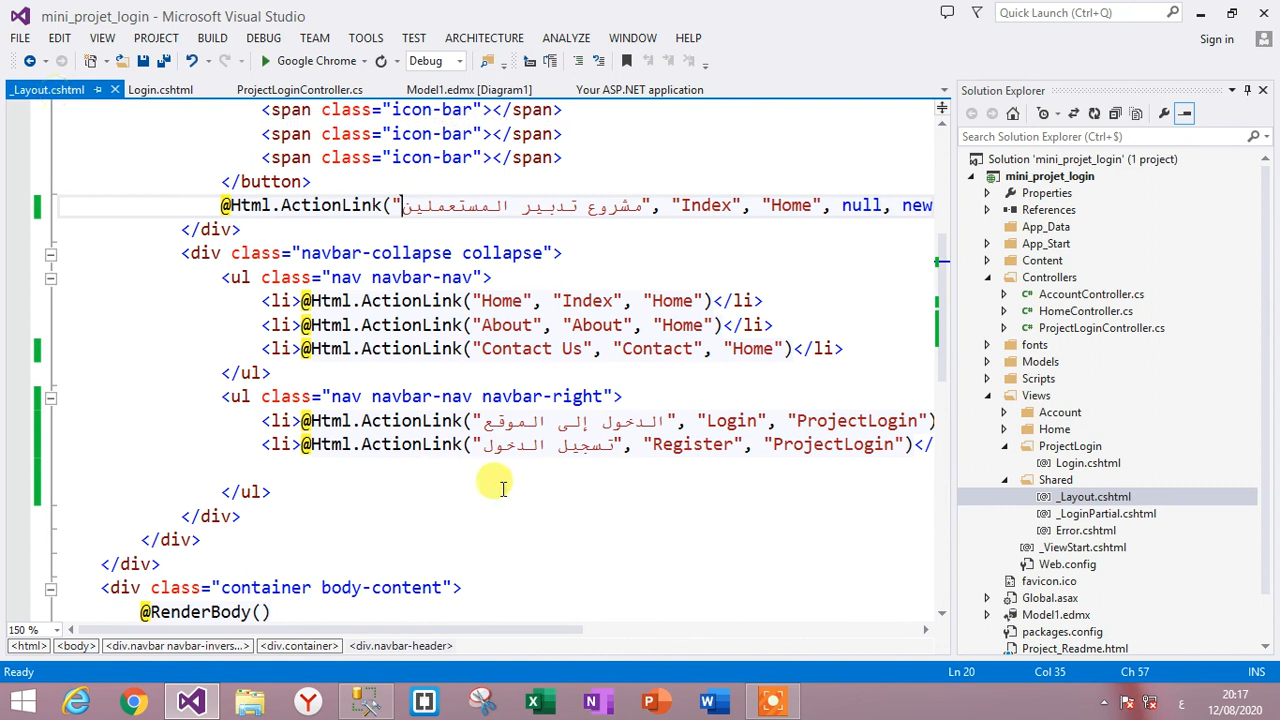 mini_projet_login - Microsoft Visual Studio
Quick Launch (Ctrl+Q)
FILE EDIT VIEW PROJECT BUILD DEBUG TEAM TOOLS TEST ARCHITECTURE ANALYZE WINDOW HELP
Sign in
Google Chrome Debug
_Layout.cshtml Login.cshtml ProjectLoginController.cs Model1.edmx [Diagram1] Your ASP.NET application
<span class="icon-bar"></span>
<span class="icon-bar"></span>
<span class="icon-bar"></span>
</button>
@Html.ActionLink("مشروع تدبير المستعملين", "Index", "Home", null, new
</div>
<div class="navbar-collapse collapse">
<ul class="nav navbar-nav">
<li>@Html.ActionLink("Home", "Index", "Home")</li>
<li>@Html.ActionLink("About", "About", "Home")</li>
<li>@Html.ActionLink("Contact Us", "Contact", "Home")</li>
</ul>
<ul class="nav navbar-nav navbar-right">
<li>@Html.ActionLink("الدخول إلى الموقع", "Login", "ProjectLogin")
<li>@Html.ActionLink("تسجيل الدخول", "Register", "ProjectLogin")</
</ul>
</div>
</div>
</div>
<div class="container body-content">
@RenderBody()
150 %
<html> <body> <div.navbar navbar-invers...> <div.container> <div.navbar-header>
Solution Explorer
Search Solution Explorer (Ctrl+$)
Solution 'mini_projet_login' (1 project)
mini_projet_login
Properties
References
App_Data
App_Start
Content
Controllers
C# AccountController.cs
C# HomeController.cs
C# ProjectLoginController.cs
fonts
Models
Scripts
Views
Account
Home
ProjectLogin
Login.cshtml
Shared
_Layout.cshtml
_LoginPartial.cshtml
Error.cshtml
_ViewStart.cshtml
Web.config
favicon.ico
Global.asax
Model1.edmx
packages.config
Project_Readme.html
Ready Ln 20 Col 35 Ch 57 INS
ع
20:17
12/08/2020